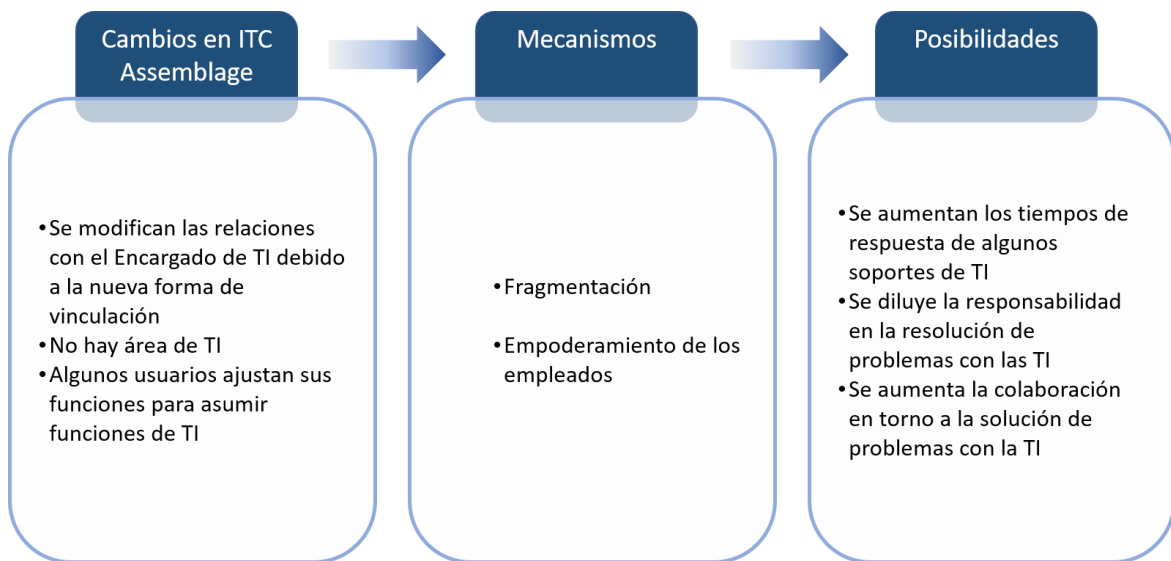 Cambios en ITC
Assemblage
•Se modifican las relaciones
con el Encargado de TI debido
a la nueva forma de
vinculación
•No hay área de TI
•Algunos usuarios ajustan sus
funciones para asumir
funciones de TI
Mecanismos
•Fragmentación
•Empoderamiento de los
empleados
Posibilidades
•Se aumentan los tiempos de
respuesta de algunos
soportes de TI
•Se diluye la responsabilidad
en la resolución de
problemas con las TI
•Se aumenta la colaboración
en torno a la solución de
problemas con la TI